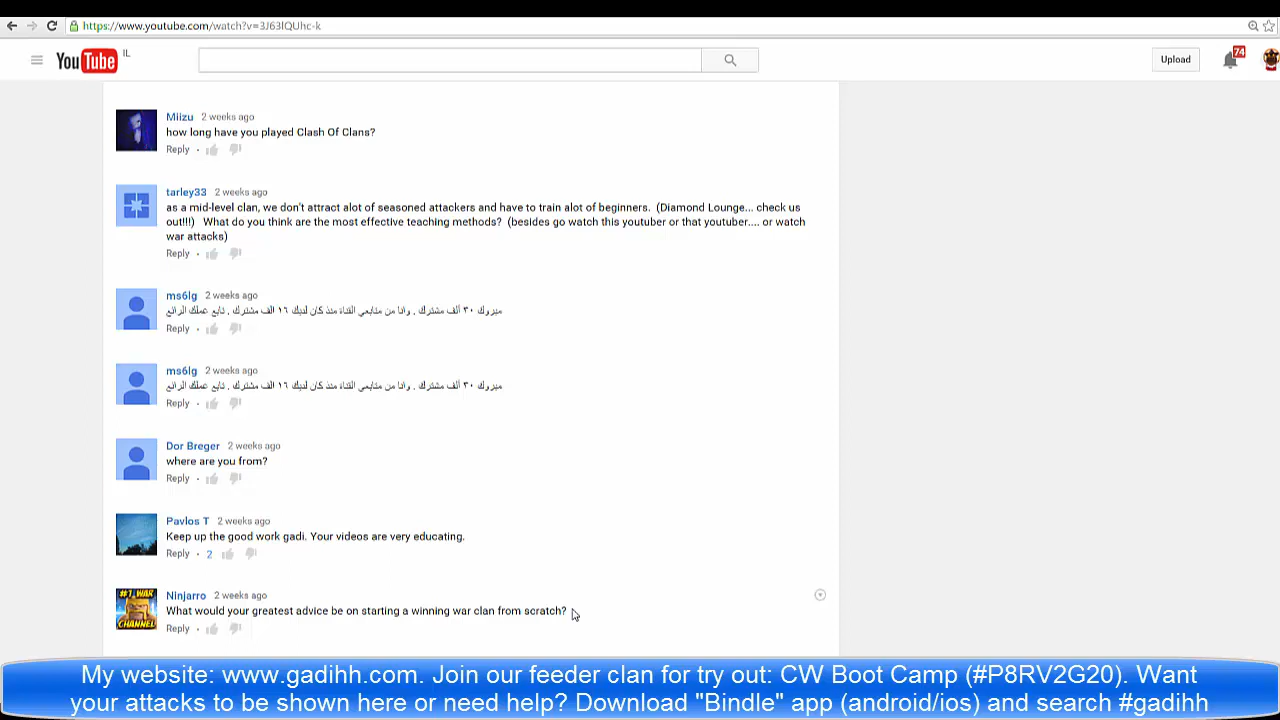 https://www.youtube.com/watch?v=3J63lQUhc-k
YouTube IL
Upload
74
Miizu 2 weeks ago
how long have you played Clash Of Clans?
Reply ·
tarley33 2 weeks ago
as a mid-level clan, we don't attract alot of seasoned attackers and have to train alot of beginners. (Diamond Lounge... check us
out!!!) What do you think are the most effective teaching methods? (besides go watch this youtuber or that youtuber.... or watch
war attacks)
Reply ·
ms6lg 2 weeks ago
مبروك ٣٠ ألف مشترك , وانا من متابعي القناة منذ كان لديك ١٦ الف مشترك , تابع عملك الرائع
Reply ·
ms6lg 2 weeks ago
مبروك ٣٠ ألف مشترك , وانا من متابعي القناة منذ كان لديك ١٦ الف مشترك , تابع عملك الرائع
Reply ·
Dor Breger 2 weeks ago
where are you from?
Reply ·
Pavlos T 2 weeks ago
Keep up the good work gadi. Your videos are very educating.
Reply · 2
#1 WAR
CHANNEL
Ninjarro 2 weeks ago
What would your greatest advice be on starting a winning war clan from scratch?
Reply ·
My website: www.gadihh.com. Join our feeder clan for try out: CW Boot Camp (#P8RV2G20). Want
your attacks to be shown here or need help? Download "Bindle" app (android/ios) and search #gadihh